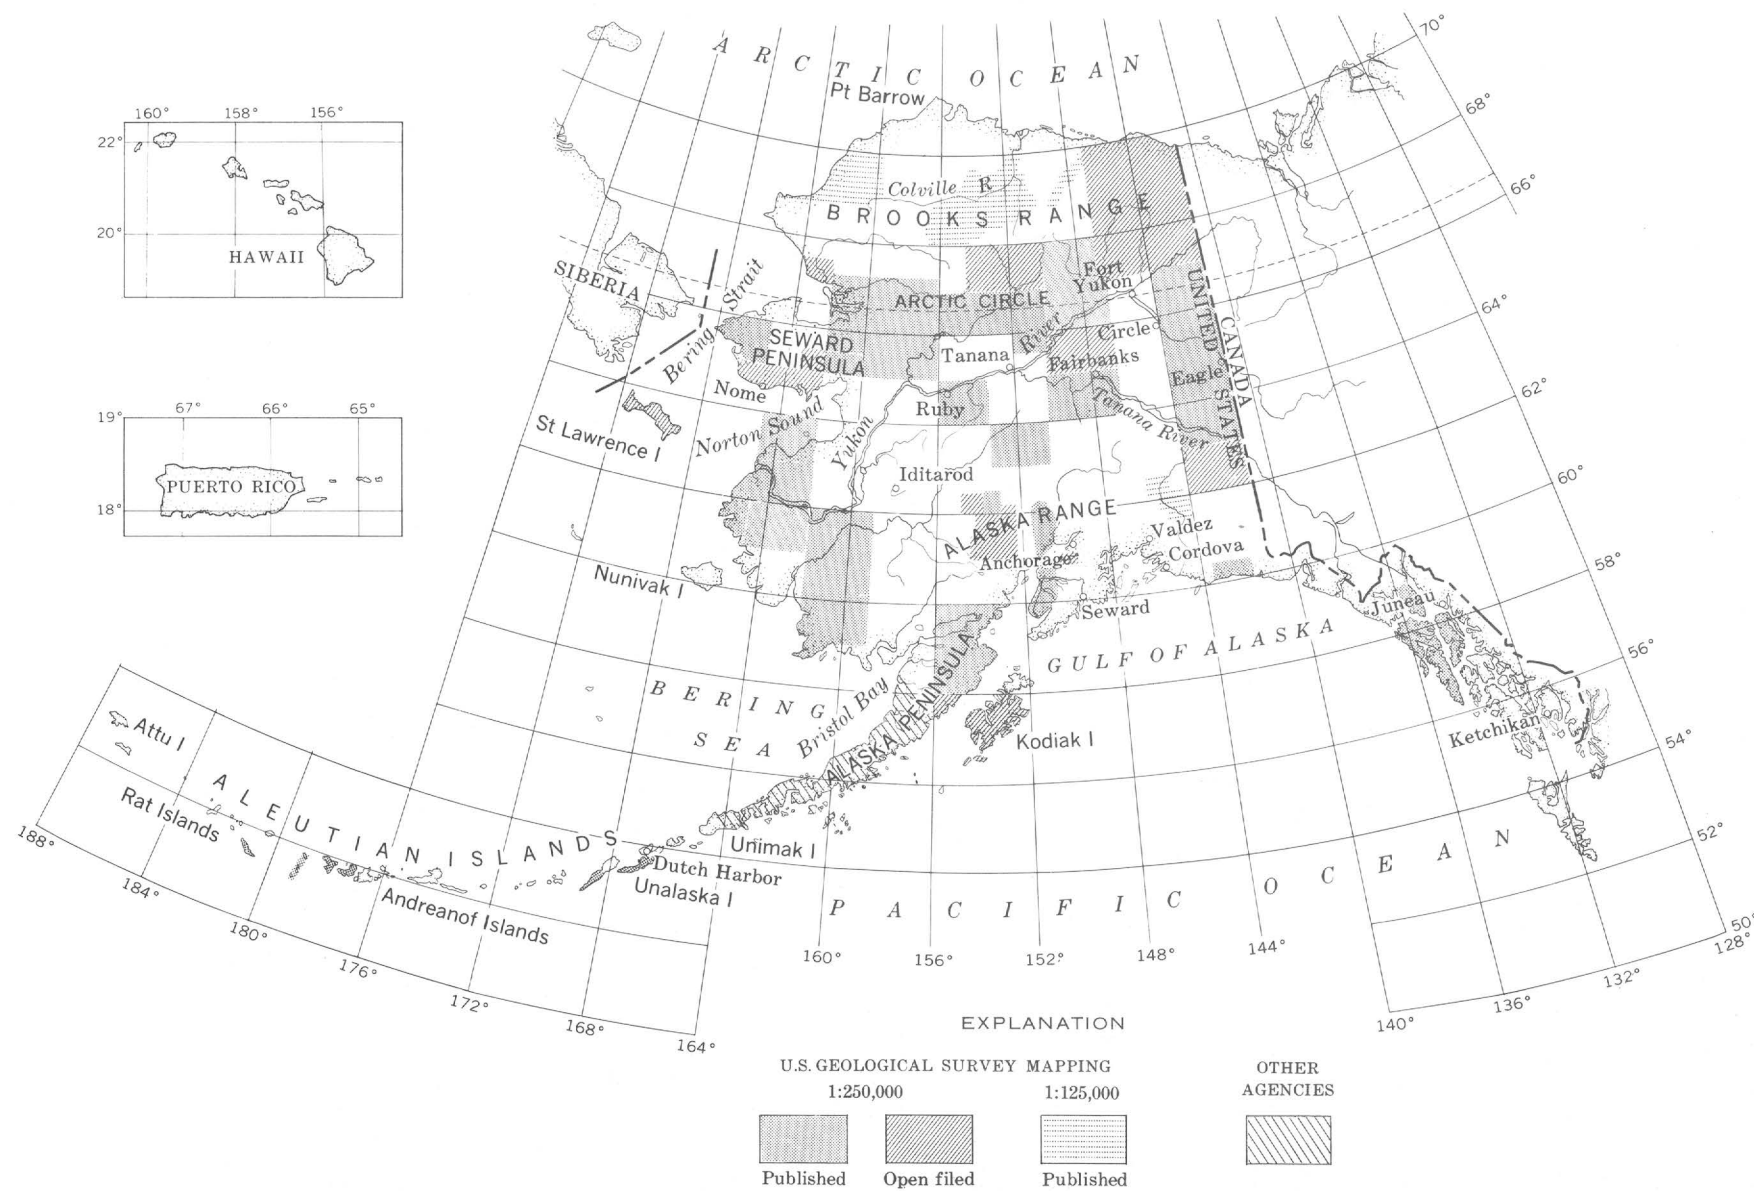 ARCTIC OCEAN
Pt Barrow
70°
68°
66°
64°
62°
60°
58°
56°
54°
52°
50°
160° 158° 156°
22°
20°
HAWAII
67° 66° 65°
19°
18°
PUERTO RICO
Colville R
BROOKS RANGE
SIBERIA
Bering Strait
Fort
Yukon
ARCTIC CIRCLE
SEWARD
PENINSULA
Tanana
River
Circle
Fairbanks
UNITED STATES
CANADA
Nome
Ruby
Eagle
Tanana River
St Lawrence I
Norton Sound
Yukon
Iditarod
ALASKA RANGE
Valdez
Cordova
Anchorage
Nunivak I
Seward
Juneau
GULF OF ALASKA
BERING
SEA
Bristol Bay
ALASKA PENINSULA
Kodiak I
Ketchikan
Attu I
Rat Islands
ALEUTIAN ISLANDS
Unimak I
Dutch Harbor
Unalaska I
Andreanof Islands
PACIFIC OCEAN
188°
184°
180°
176°
172°
168°
164°
160° 156° 152° 148° 144°
140°
136°
132°
128°
EXPLANATION
U.S. GEOLOGICAL SURVEY MAPPING
1:250,000 1:125,000
OTHER
AGENCIES
Published Open filed Published